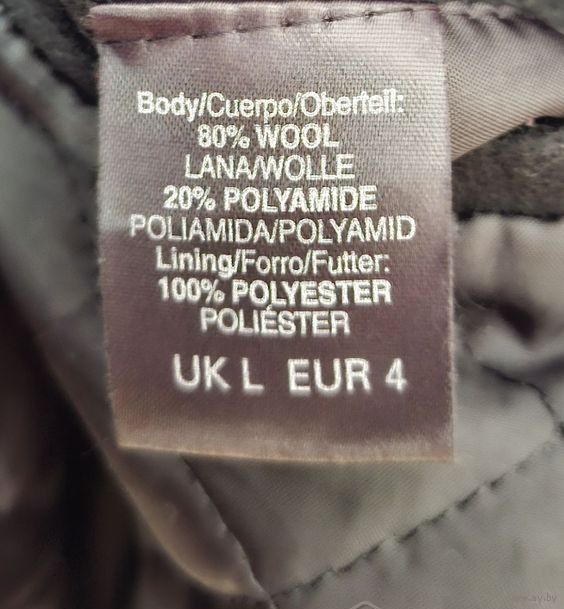 Body/Cuerpo/Oberteil:
80% WOOL
LANA/WOLLE
20% POLYAMIDE
POLIAMIDA/POLYAMID
Lining/Forro/Futter:
100% POLYESTER
POLIÉSTER
UK L EUR 4